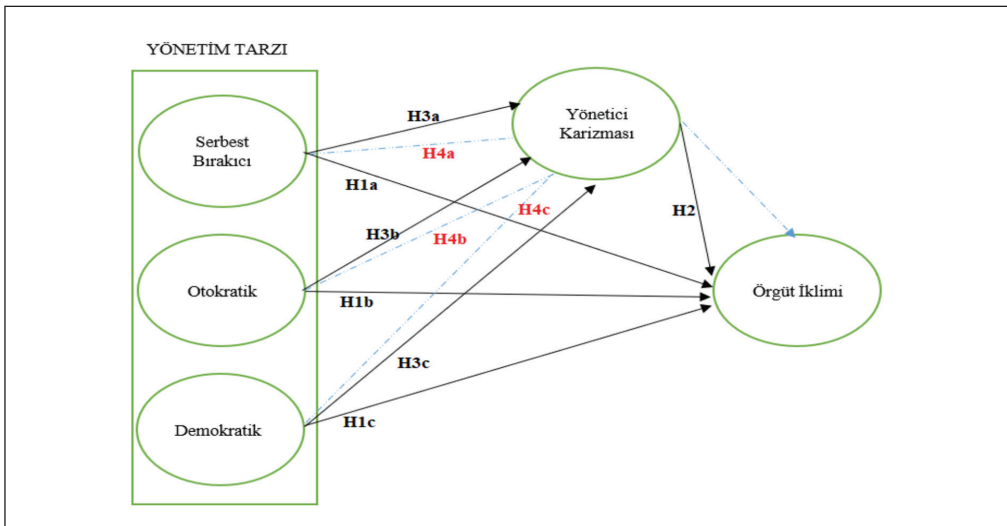 YÖNETİM TARZI
Serbest
Bırakıcı
Otokratik
Demokratik
H3a
H4a
H1a
H3b
H4b
H4c
H1b
H3c
H1c
Yönetici
Karizması
H2
Örgüt İklimi